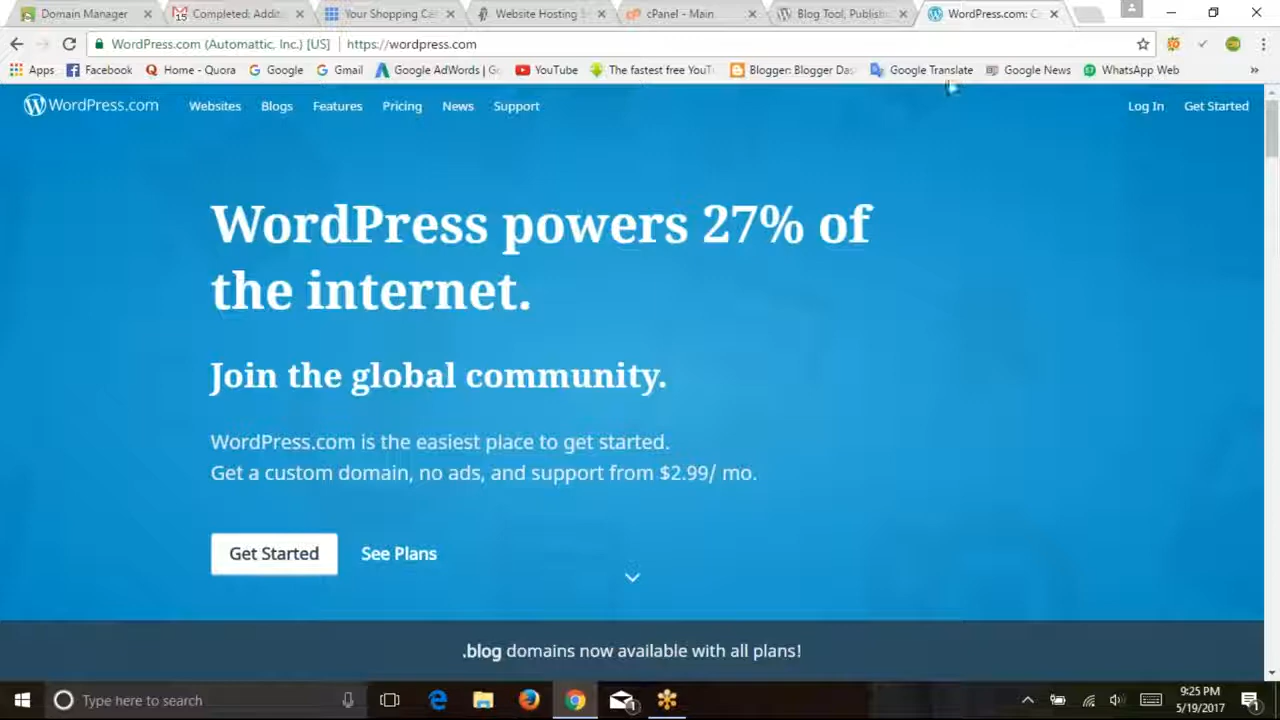 Domain Manager
Completed: Addit
Your Shopping Ca
Website Hosting S
cPanel - Main
Blog Tool, Publish
WordPress.com: C
WordPress.com (Automattic, Inc.) [US]
https://wordpress.com
Apps
Facebook
Home - Quora
Google
Gmail
Google AdWords | G
YouTube
The fastest free YouT
Blogger: Blogger Das
Google Translate
Google News
WhatsApp Web
»
WordPress.com
Websites
Blogs
Features
Pricing
News
Support
Log In
Get Started
WordPress powers 27% of
the internet.
Join the global community.
WordPress.com is the easiest place to get started.
Get a custom domain, no ads, and support from $2.99/ mo.
Get Started
See Plans
.blog domains now available with all plans!
Type here to search
1
9:25 PM
5/19/2017
1